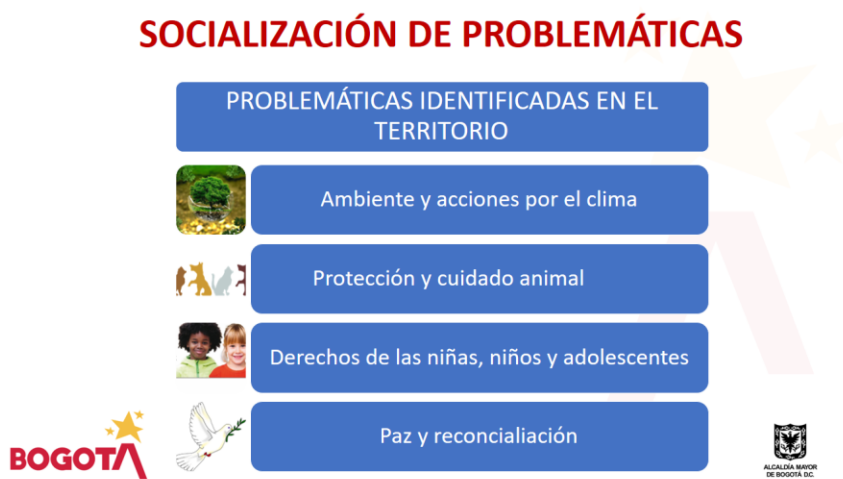 SOCIALIZACIÓN DE PROBLEMÁTICAS
PROBLEMÁTICAS IDENTIFICADAS EN EL
TERRITORIO
Ambiente y acciones por el clima
Protección y cuidado animal
Derechos de las niñas, niños y adolescentes
Paz y reconcialiación
BOGOTÁ
ALCALDÍA MAYOR
DE BOGOTÁ D.C.